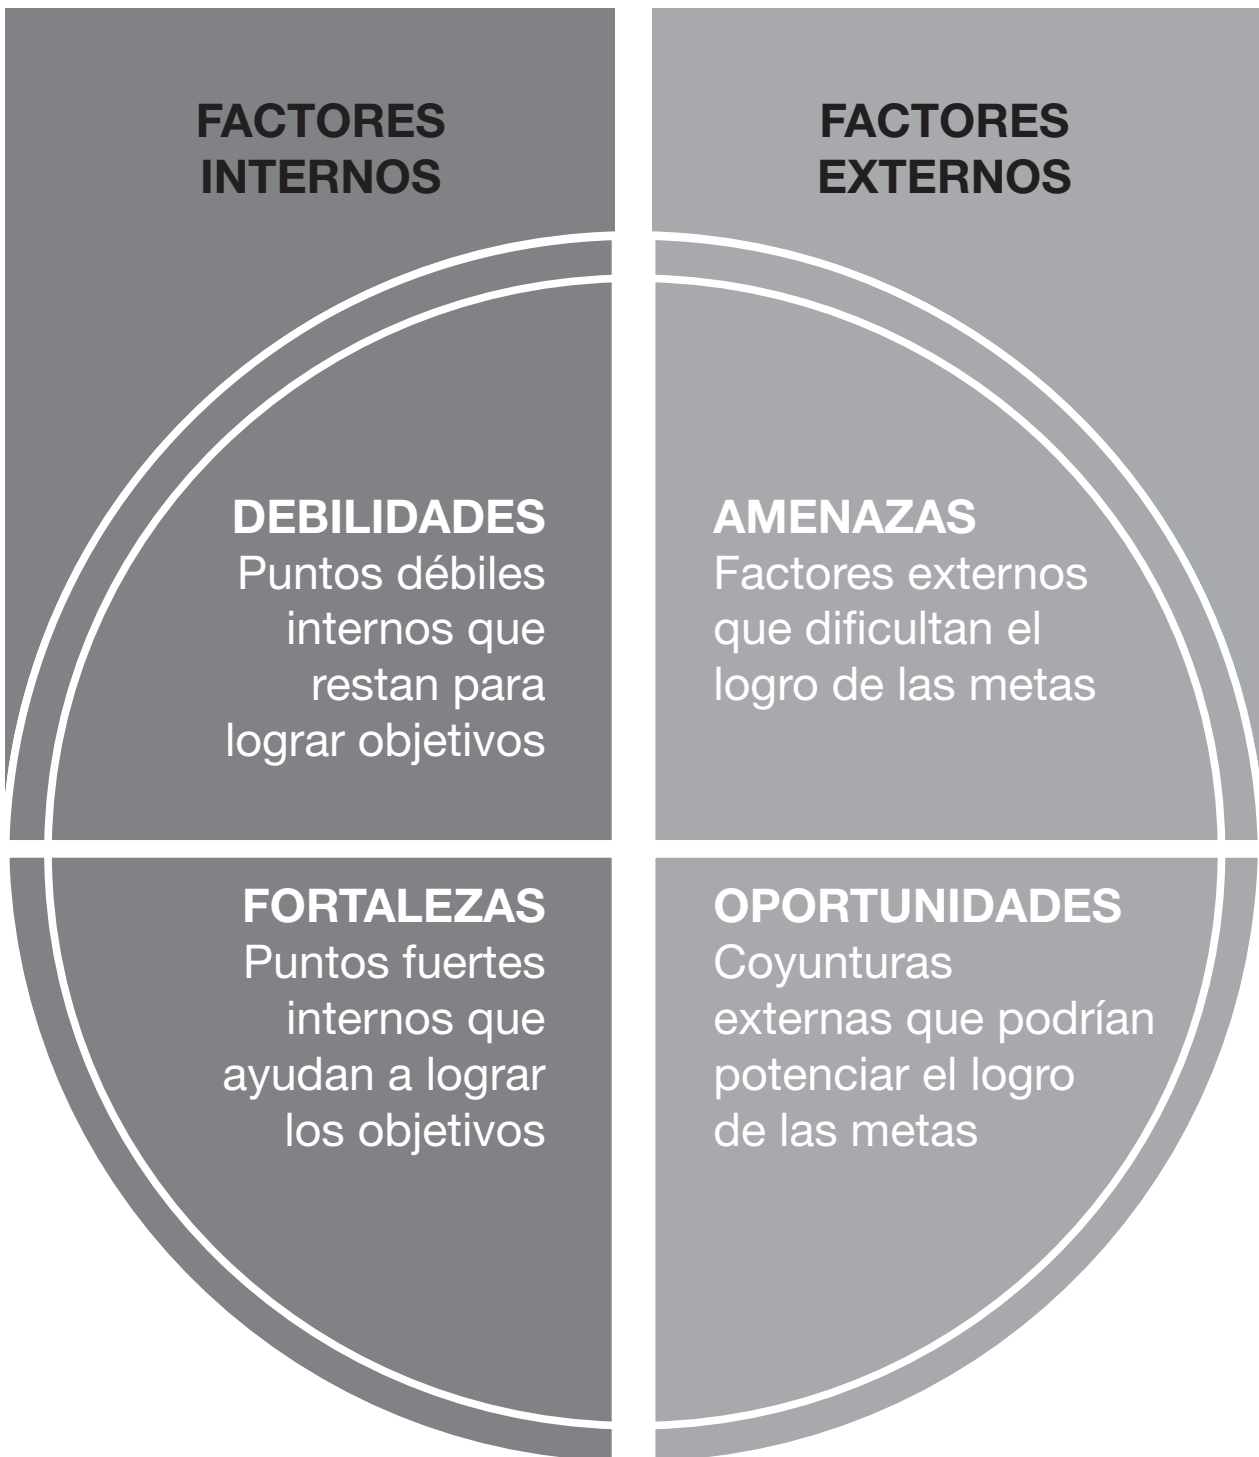 FACTORES
INTERNOS
FACTORES
EXTERNOS
DEBILIDADES
Puntos débiles
internos que
restan para
lograr objetivos
AMENAZAS
Factores externos
que dificultan el
logro de las metas
FORTALEZAS
Puntos fuertes
internos que
ayudan a lograr
los objetivos
OPORTUNIDADES
Coyunturas
externas que podrían
potenciar el logro
de las metas